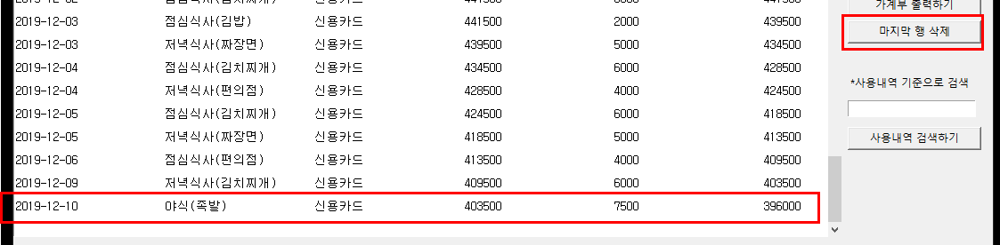 가계부 출력하기
2019-12-03 점심식사(김밥) 신용카드 441500 2000 439500
마지막 행 삭제
2019-12-03 저녁식사(짜장면) 신용카드 439500 5000 434500
2019-12-04 점심식사(김치찌개) 신용카드 434500 6000 428500
*사용내역 기준으로 검색
2019-12-04 저녁식사(편의점) 신용카드 428500 4000 424500
2019-12-05 점심식사(김치찌개) 신용카드 424500 6000 418500
2019-12-05 저녁식사(짜장면) 신용카드 418500 5000 413500
사용내역 검색하기
2019-12-06 점심식사(편의점) 신용카드 413500 4000 409500
2019-12-09 저녁식사(김치찌개) 신용카드 409500 6000 403500
2019-12-10 야식(족발) 신용카드 403500 7500 396000